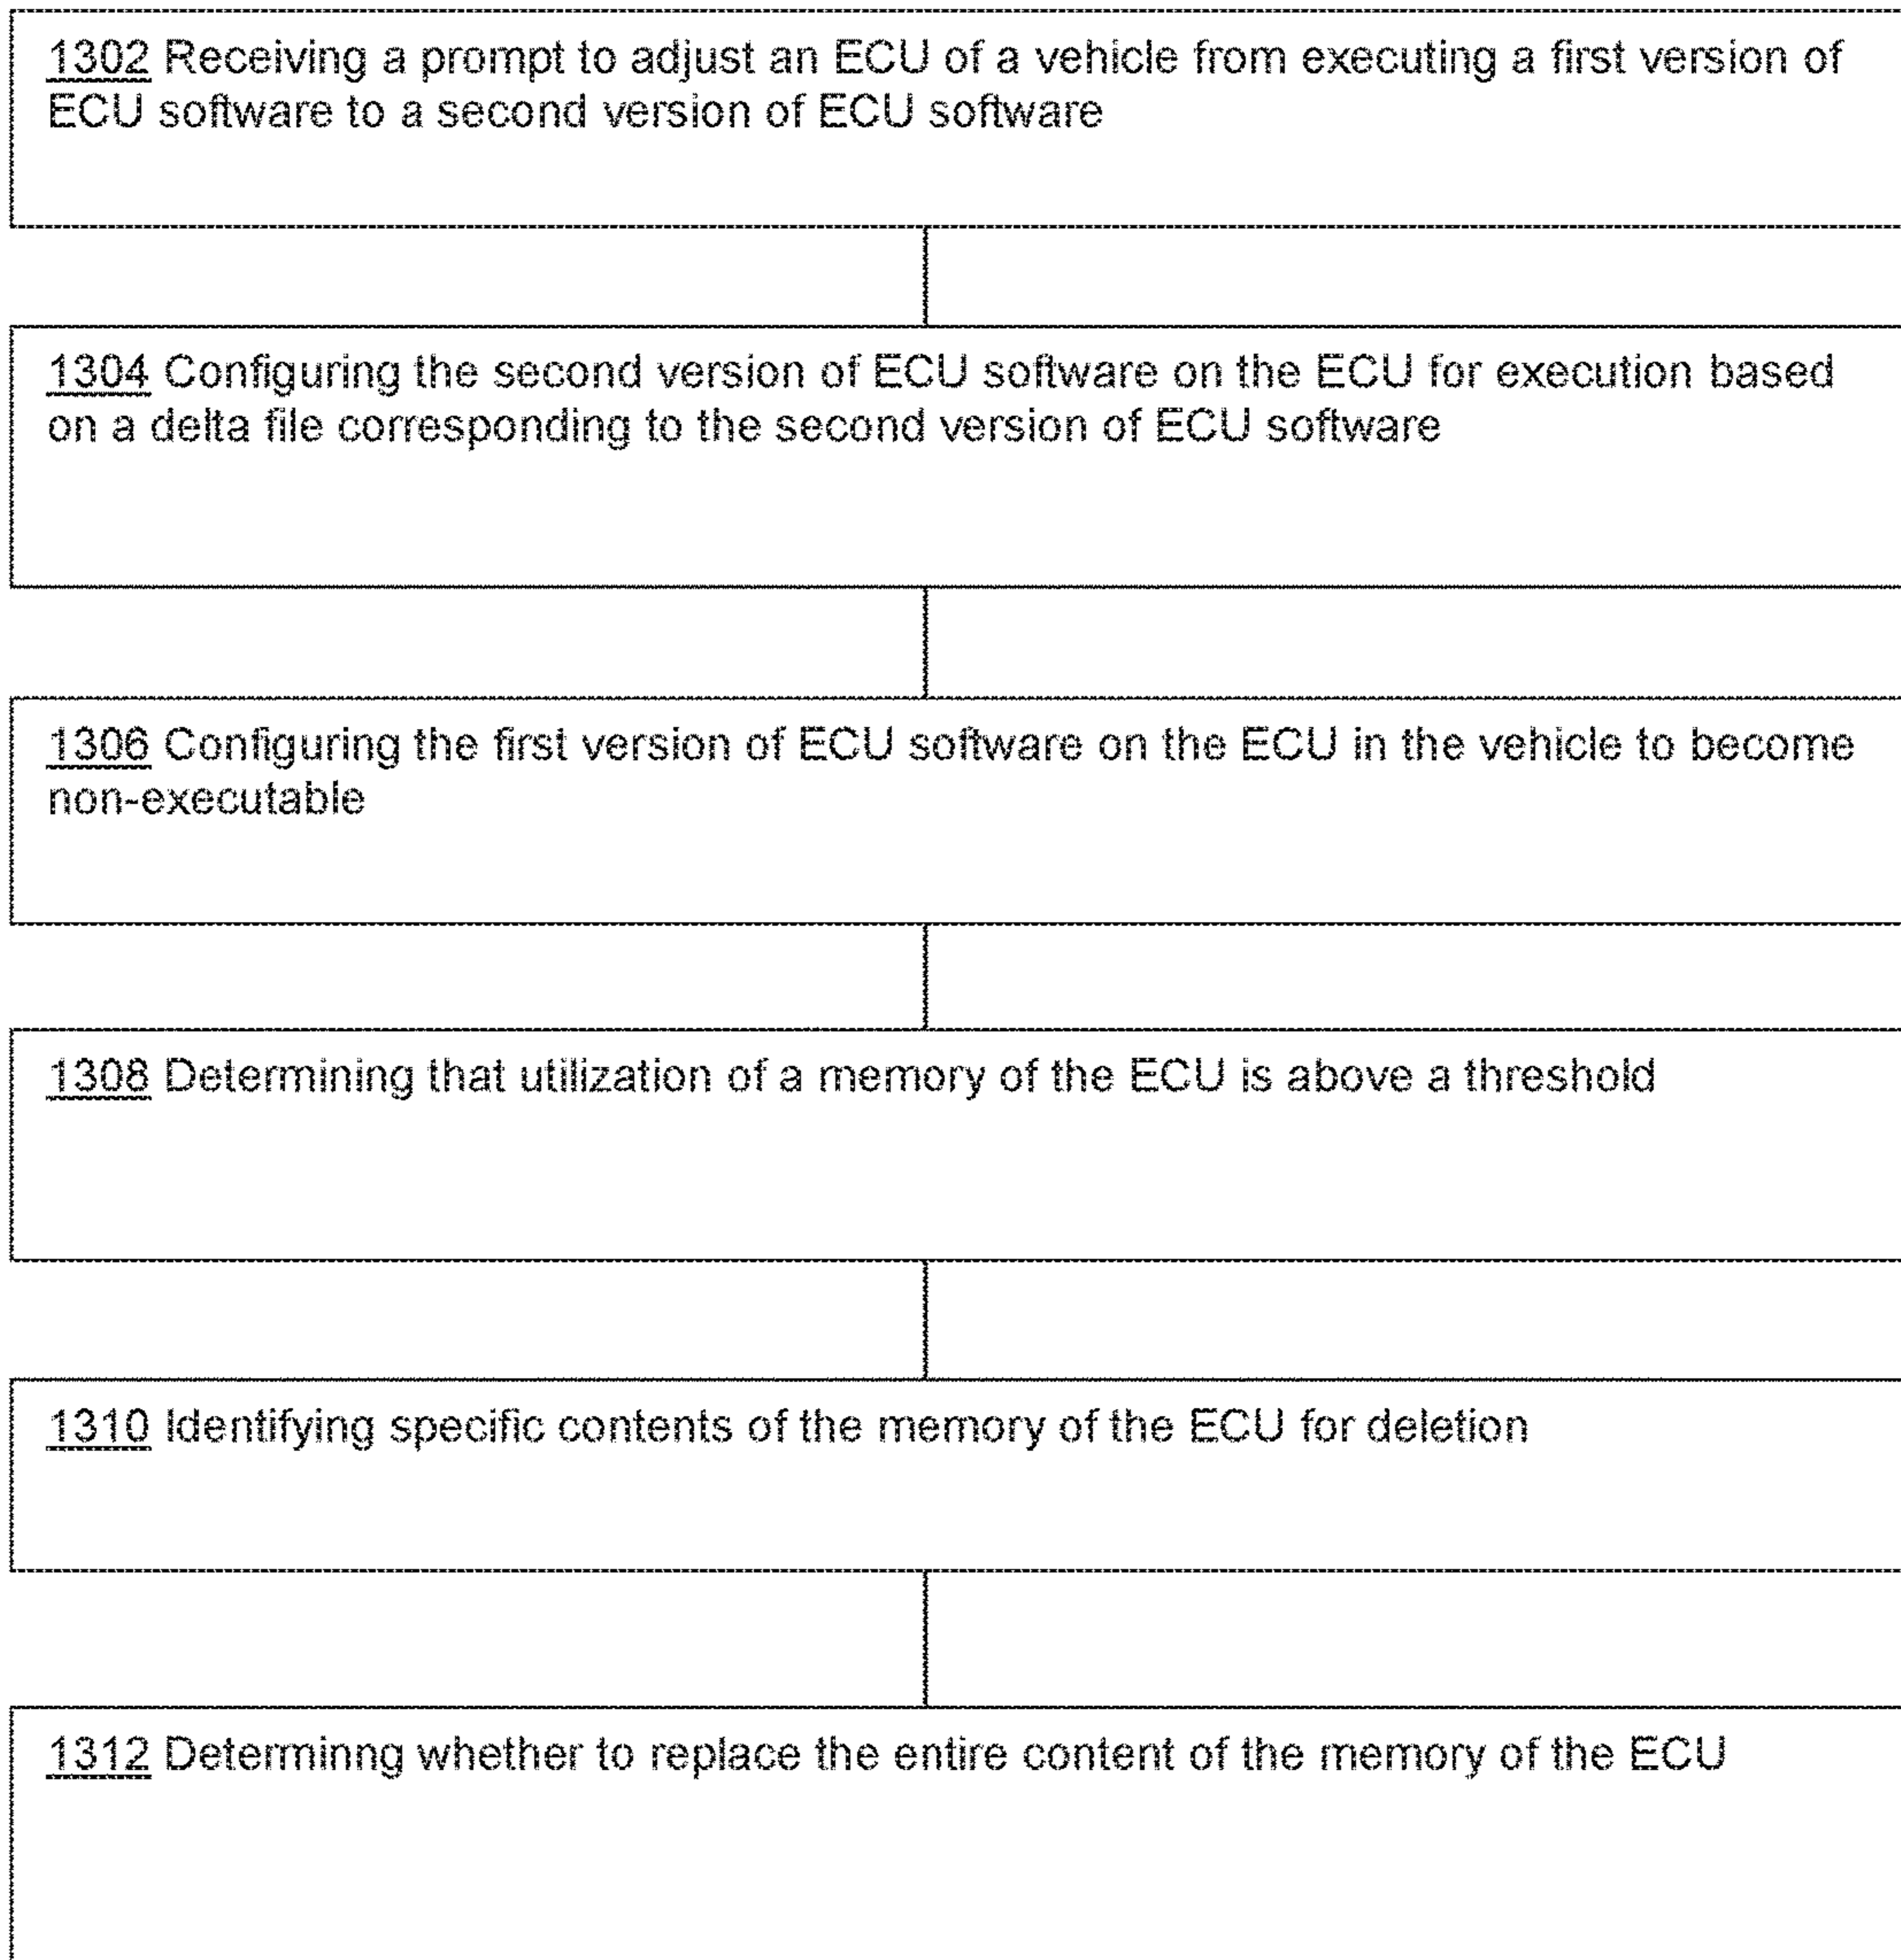 1302 Receiving a prompt to adjust an ECU of a vehicle from executing a first version of
ECU software to a second version of ECU software
1304 Configuring the second version of ECU software on the ECU for execution based
on a delta file corresponding to the second version of ECU software
1306 Configuring the first version of ECU software on the ECU in the vehicle to become
non-executable
1308 Determining that utilization of a memory of the ECU is above a threshold
1310 Identifying specific contents of the memory of the ECU for deletion
1312 Determinng whether to replace the entire content of the memory of the ECU